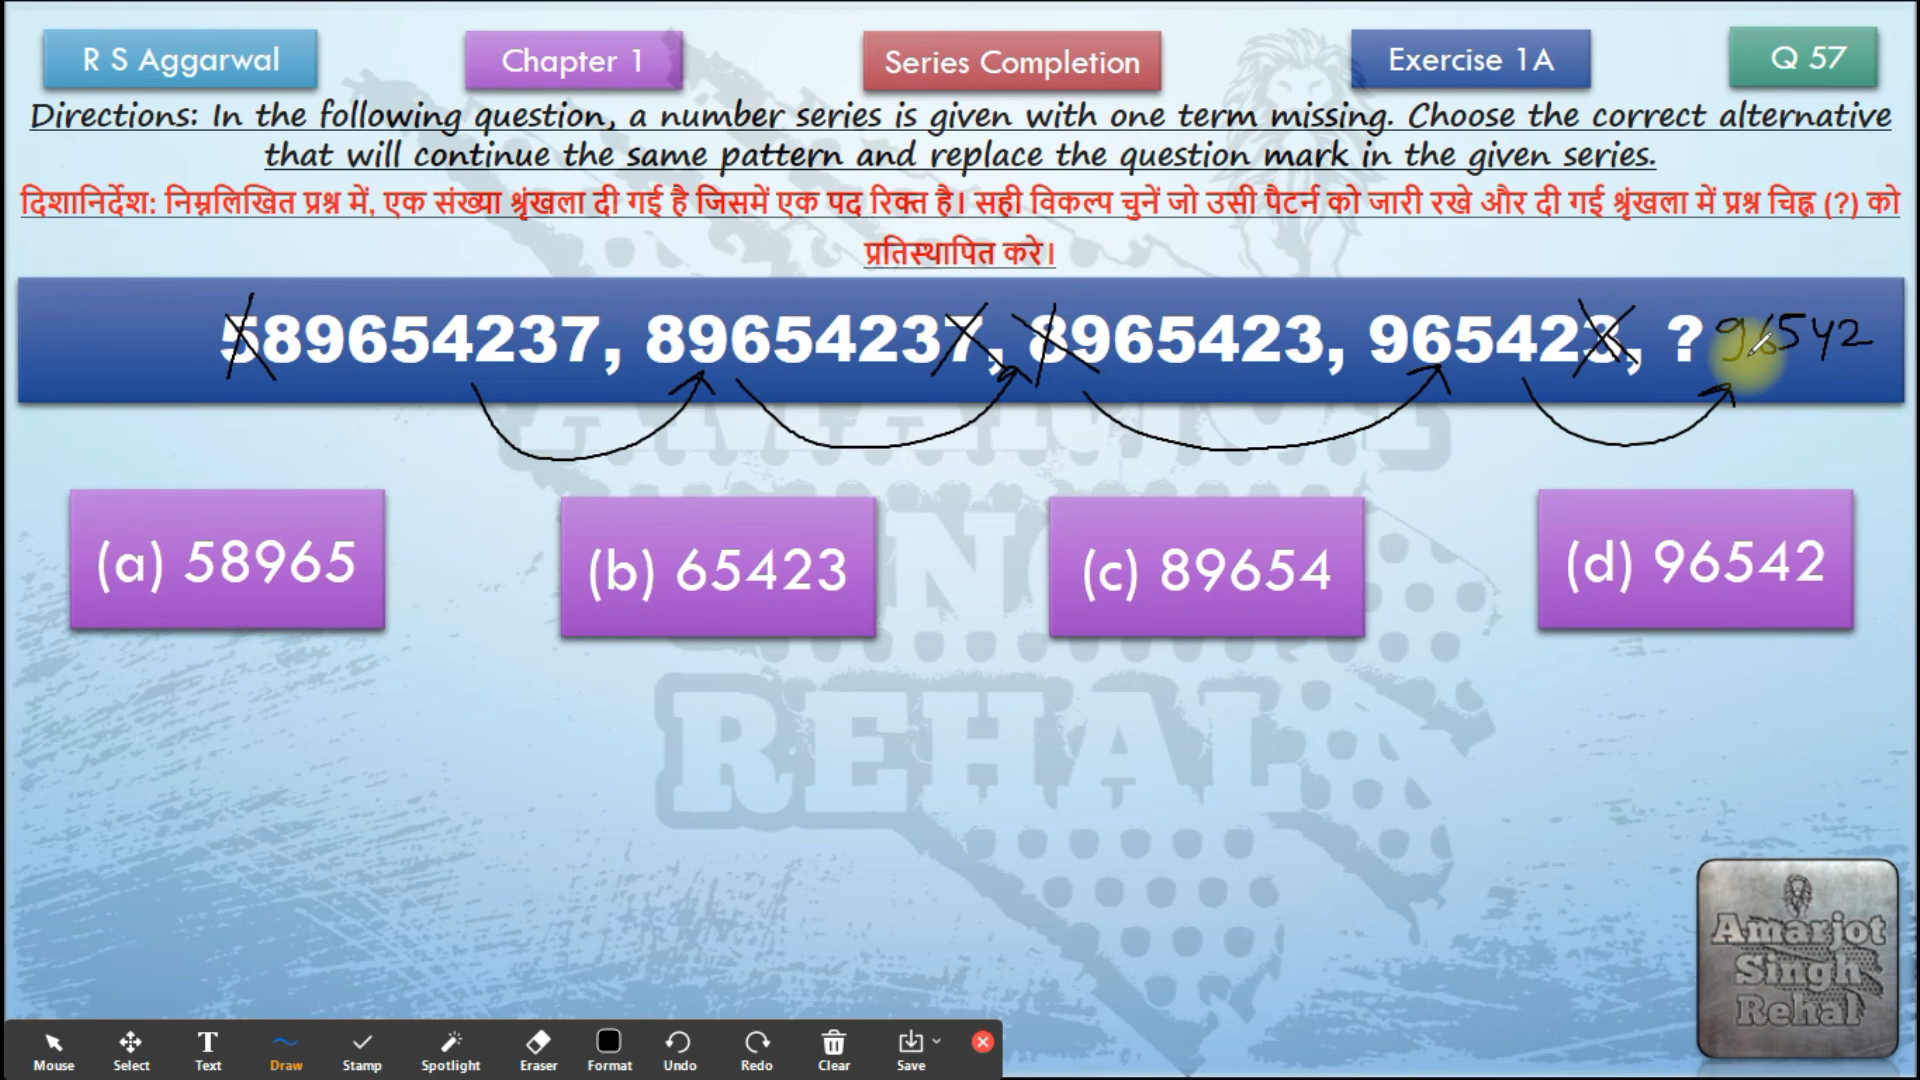 R S Aggarwal
Chapter 1
Series Completion
Exercise 1A
Q 57
Directions: In the following question, a number series is given with one term missing. Choose the correct alternative
that will continue the same pattern and replace the question mark in the given series.
दिशानिर्देश: निम्नलिखित प्रश्न में, एक संख्या श्रृंखला दी गई है जिसमें एक पद रिक्त है। सही विकल्प चुनें जो उसी पैटर्न को जारी रखे और दी गई श्रृंखला में प्रश्न चिह्न (?) को
प्रतिस्थापित करे।
589654237, 89654237, 8965423, 965423, ? 96542
(a) 58965
(b) 65423
(c) 89654
(d) 96542
REHAL
Amarjot
Singh
Rehal
Mouse Select Text Draw Stamp Spotlight Eraser Format Undo Redo Clear Save